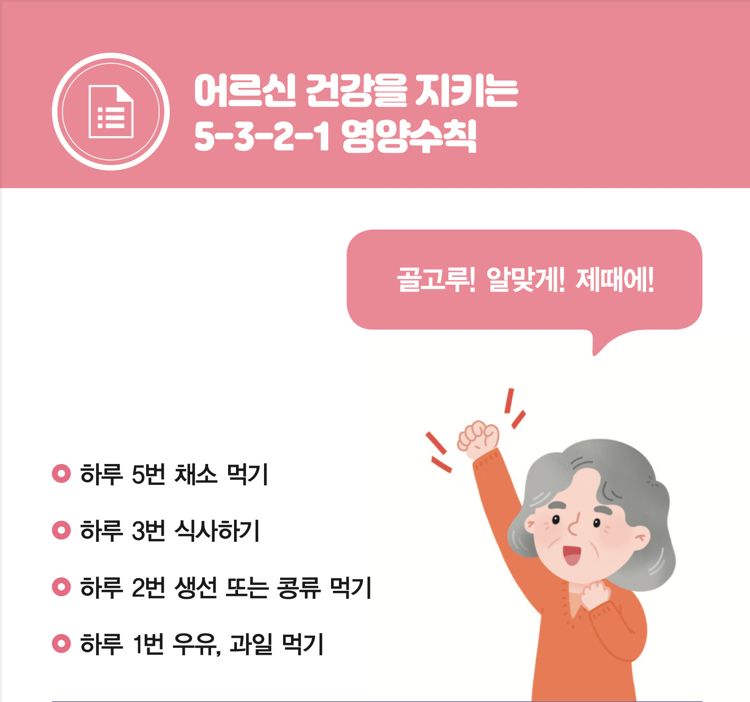 어르신 건강을 지키는
5-3-2-1 영양수칙
골고루! 알맞게! 제때에!
하루 5번 채소 먹기
하루 3번 식사하기
하루 2번 생선 또는 콩류 먹기
하루 1번 우유, 과일 먹기